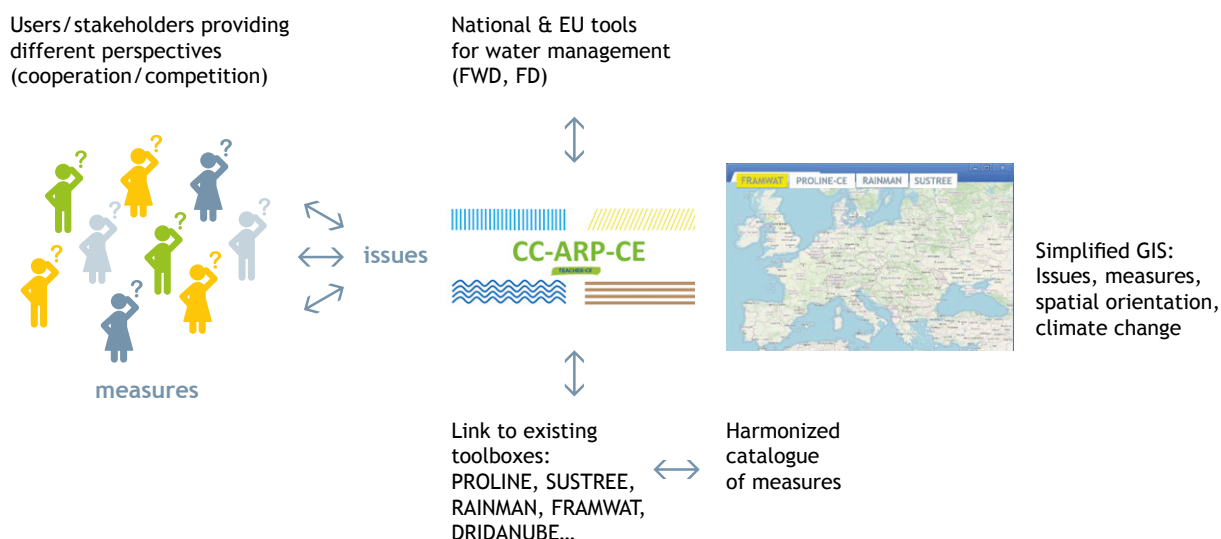 Users/stakeholders providing
different perspectives
(cooperation/competition)
National & EU tools
for water management
(FWD, FD)
? ? ?
? ? ?
? ? ?
?
issues
measures
CC-ARP-CE
TEACHER-CE
FRAMWAT PROLINE-CE RAINMAN SUSTREE
Simplified GIS:
Issues, measures,
spatial orientation,
climate change
Link to existing
toolboxes:
PROLINE, SUSTREE,
RAINMAN, FRAMWAT,
DRIDANUBE…
Harmonized
catalogue
of measures